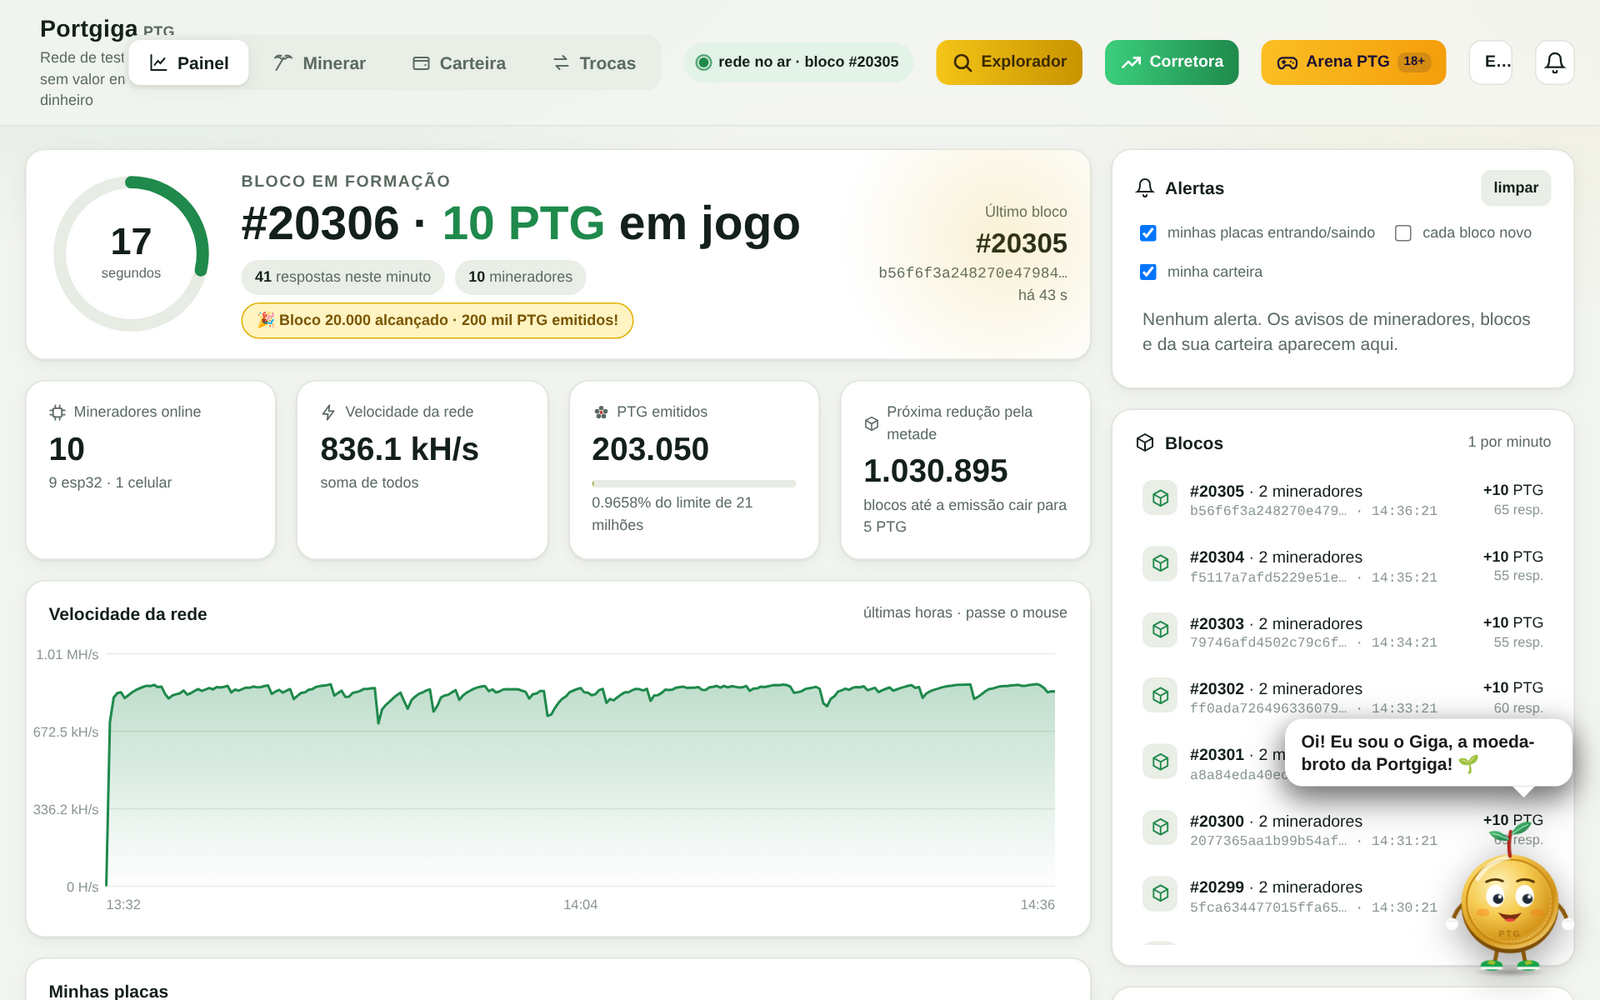 Portgiga PTG
Rede de test
sem valor en
dinheiro
Painel
Minerar
Carteira
Trocas
rede no ar · bloco #20305
Explorador
Corretora
Arena PTG 18+
E...
17
segundos
BLOCO EM FORMAÇÃO
#20306 · 10 PTG em jogo
41 respostas neste minuto
10 mineradores
🎉 Bloco 20.000 alcançado · 200 mil PTG emitidos!
Último bloco
#20305
b56f6f3a248270e47984…
há 43 s
Mineradores online
10
9 esp32 · 1 celular
Velocidade da rede
836.1 kH/s
soma de todos
PTG emitidos
203.050
0.9658% do limite de 21
milhões
Próxima redução pela
metade
1.030.895
blocos até a emissão cair para
5 PTG
Velocidade da rede
últimas horas · passe o mouse
1.01 MH/s
672.5 kH/s
336.2 kH/s
0 H/s
13:32
14:04
14:36
Minhas placas
Alertas
limpar
minhas placas entrando/saindo
cada bloco novo
minha carteira
Nenhum alerta. Os avisos de mineradores, blocos
e da sua carteira aparecem aqui.
Blocos
1 por minuto
#20305 · 2 mineradores
+10 PTG
b56f6f3a248270e479… · 14:36:21
65 resp.
#20304 · 2 mineradores
+10 PTG
f5117a7afd5229e51e… · 14:35:21
55 resp.
#20303 · 2 mineradores
+10 PTG
79746afd4502c79c6f… · 14:34:21
55 resp.
#20302 · 2 mineradores
+10 PTG
ff0ada726496336079… · 14:33:21
60 resp.
#20301 · 2 m
a8a84eda40ec
Oi! Eu sou o Giga, a moeda-
broto da Portgiga! 🌱
#20300 · 2 mineradores
+10 PTG
2077365aa1b99b54af… · 14:31:21
resp.
#20299 · 2 mineradores
5fca634477015ffa65… · 14:30:21
PTG